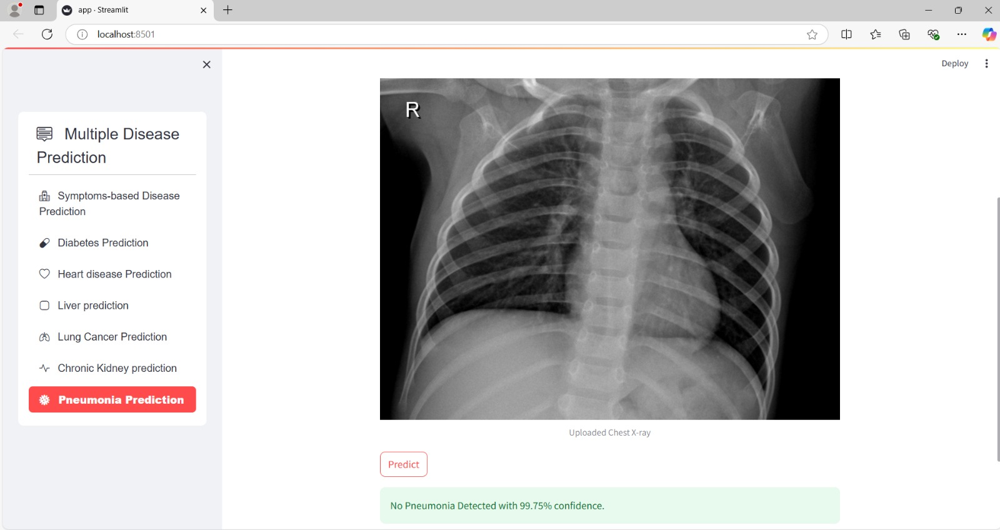 app · Streamlit
localhost:8501
Deploy
Multiple Disease
Prediction
Symptoms-based Disease
Prediction
Diabetes Prediction
Heart disease Prediction
Liver prediction
Lung Cancer Prediction
Chronic Kidney prediction
Pneumonia Prediction
R
Uploaded Chest X-ray
Predict
No Pneumonia Detected with 99.75% confidence.